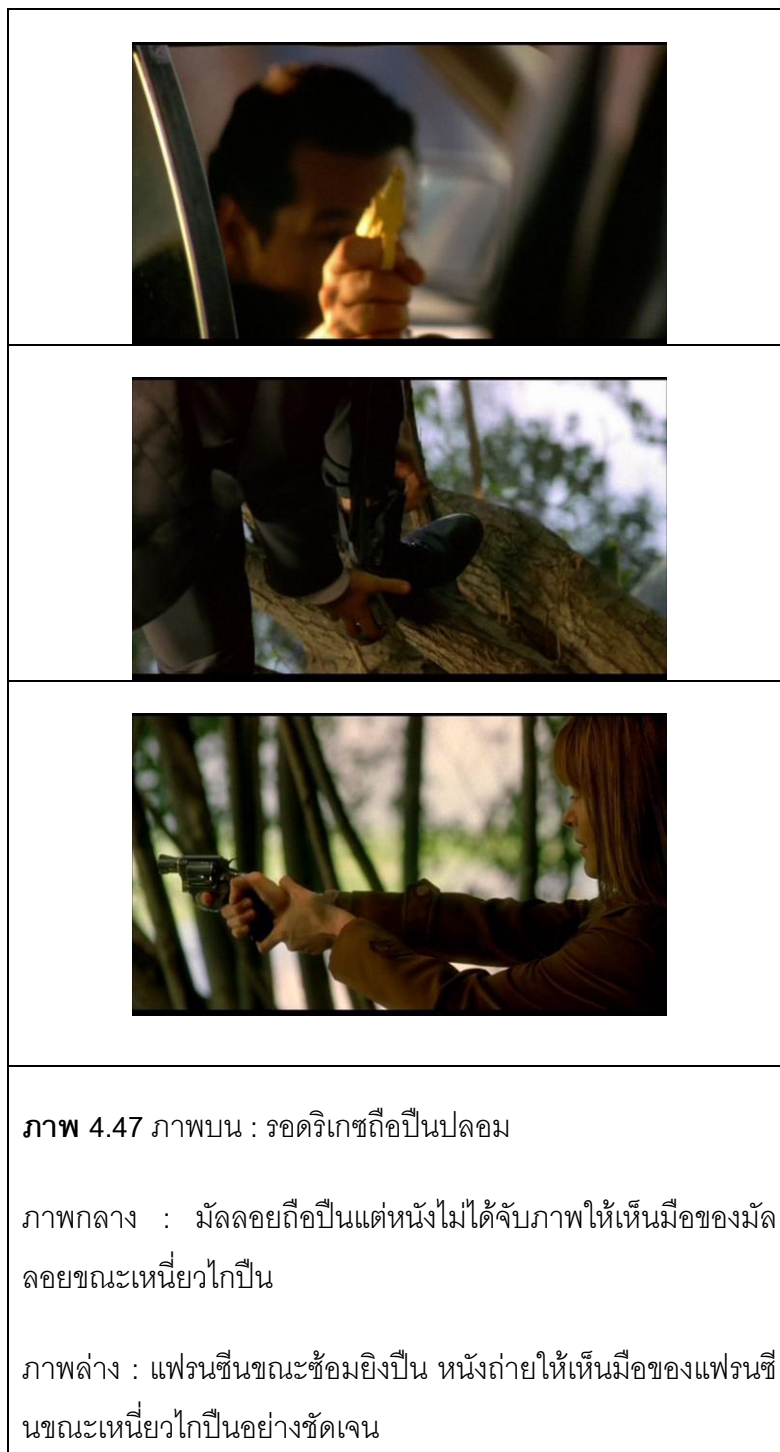 ภาพ 4.47 ภาพบน : รอดริเกซถือปืนปลอม
ภาพกลาง : มัลลอยถือปืนแต่หนังไม่ได้จับภาพให้เห็นมือของมัล
ลอยขณะเหนี่ยวไกปืน
ภาพล่าง : แฟรนซีนขณะซ้อมยิงปืน หนังถ่ายให้เห็นมือของแฟรนซี
นขณะเหนี่ยวไกปืนอย่างชัดเจน